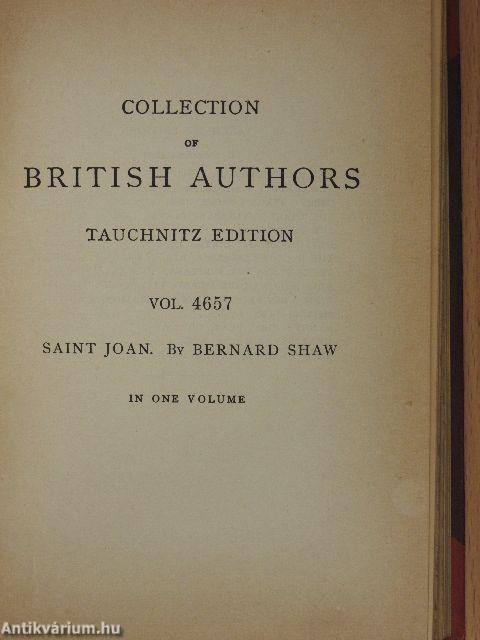 COLLECTION
OF
BRITISH AUTHORS
TAUCHNITZ EDITION
VOL. 4657
SAINT JOAN. By BERNARD SHAW
IN ONE VOLUME
Antikvárium.hu